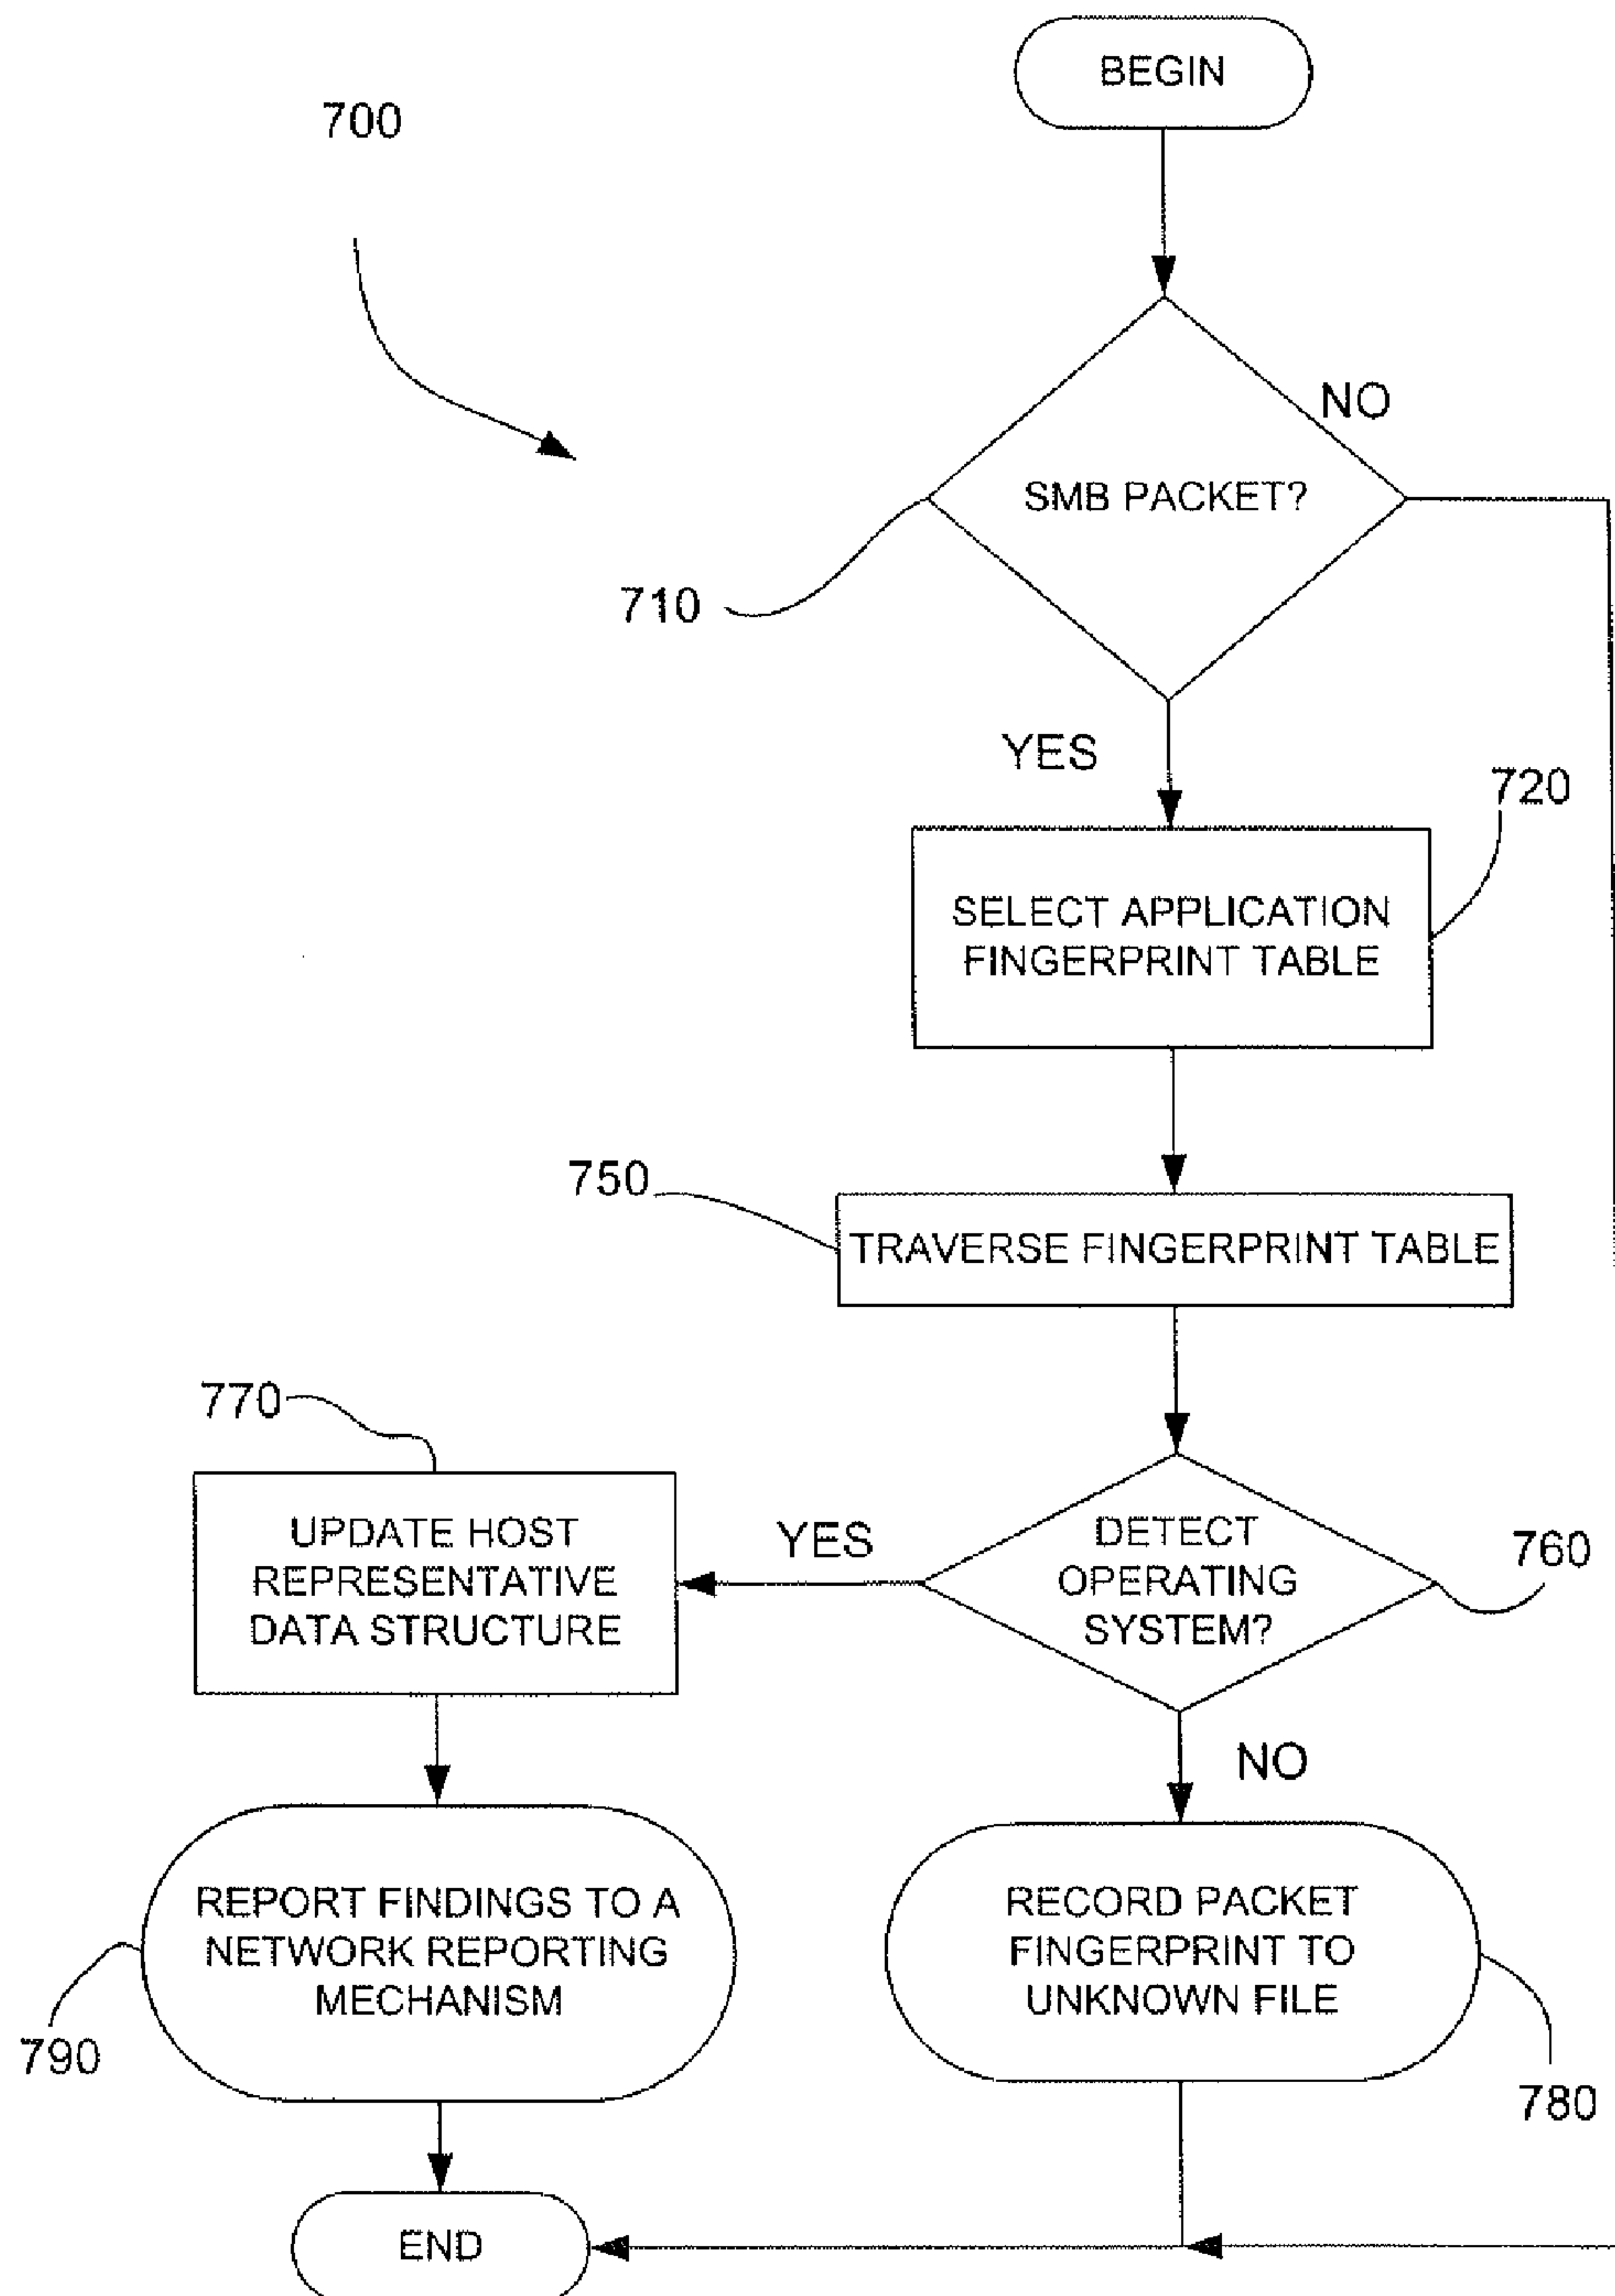 BEGIN
700
NO
SMB PACKET?
710
YES
720
SELECT APPLICATION
FINGERPRINT TABLE
750
TRAVERSE FINGERPRINT TABLE
770
UPDATE HOST
REPRESENTATIVE
DATA STRUCTURE
YES
DETECT
OPERATING
SYSTEM?
760
NO
REPORT FINDINGS TO A
NETWORK REPORTING
MECHANISM
RECORD PACKET
FINGERPRINT TO
UNKNOWN FILE
790
780
END